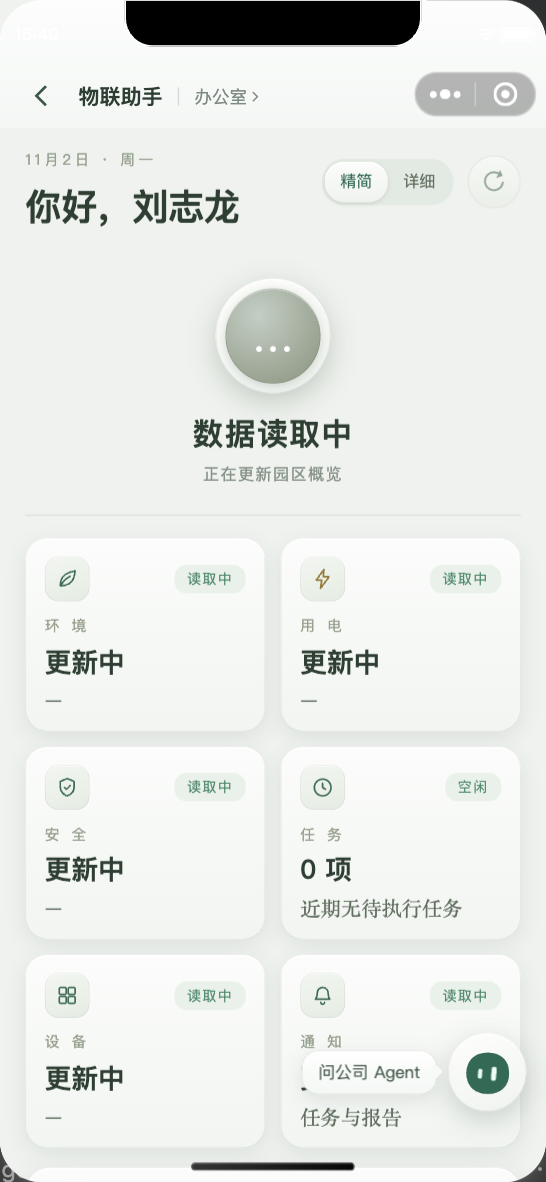 15:40
物联助手 办公室
11月2日 · 周一
你好，刘志龙
精简 详细
数据读取中
正在更新园区概览
读取中 读取中
环 境 用 电
更新中 更新中
— —
读取中 空闲
安 全 任 务
更新中 0 项
— 近期无待执行任务
读取中 读取中
设 备 通 知
更新中 问公司 Agent
— 任务与报告